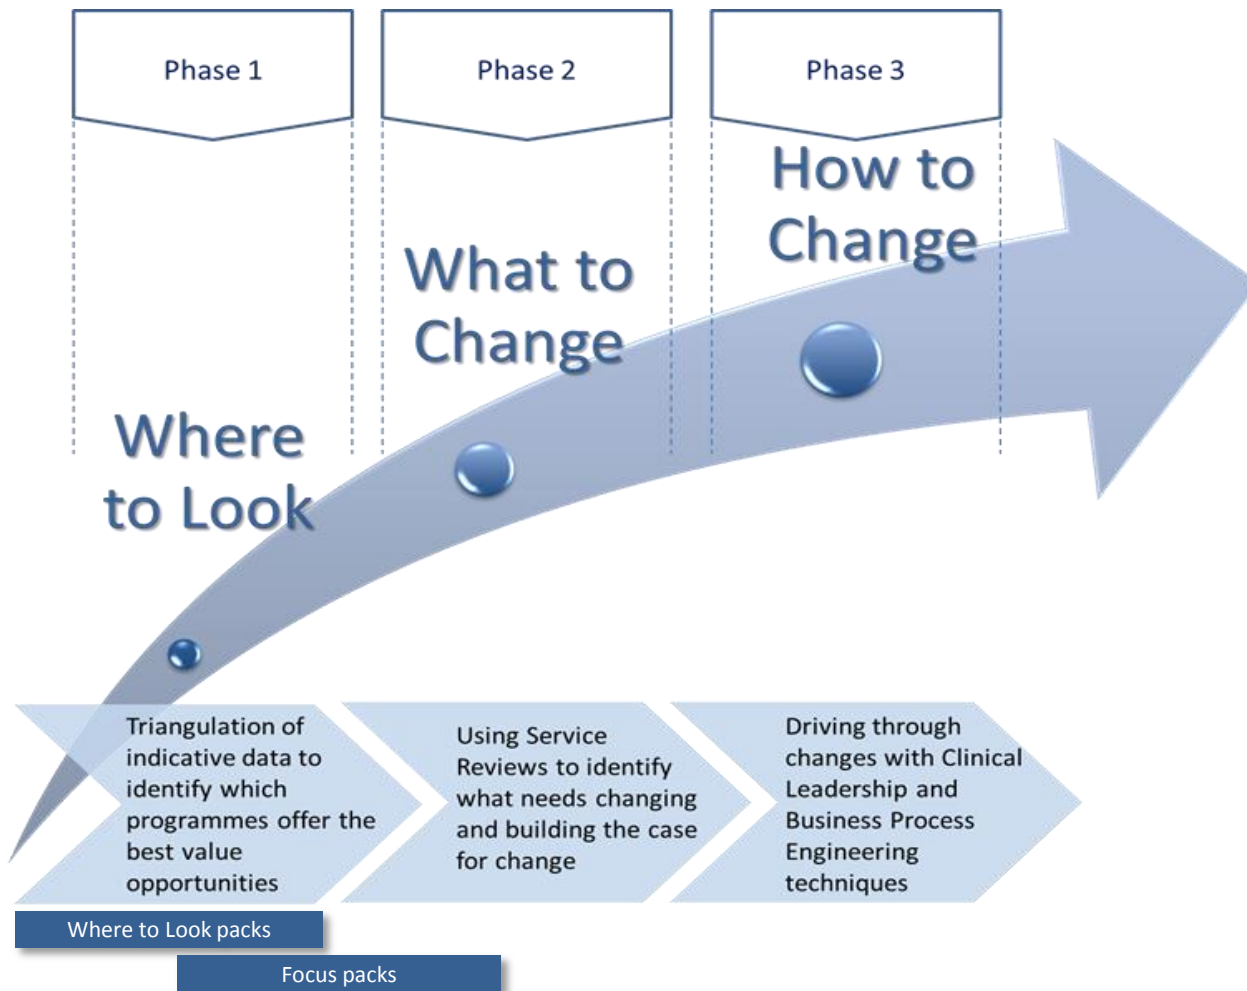 Phase 1
Phase 2
Phase 3
How to
Change
What to
Change
Where
to Look
Triangulation of
indicative data to
identify which
programmes offer the
best value
opportunities
Using Service
Reviews to identify
what needs changing
and building the case
for change
Driving through
changes with Clinical
Leadership and
Business Process
Engineering
techniques
Where to Look packs
Focus packs